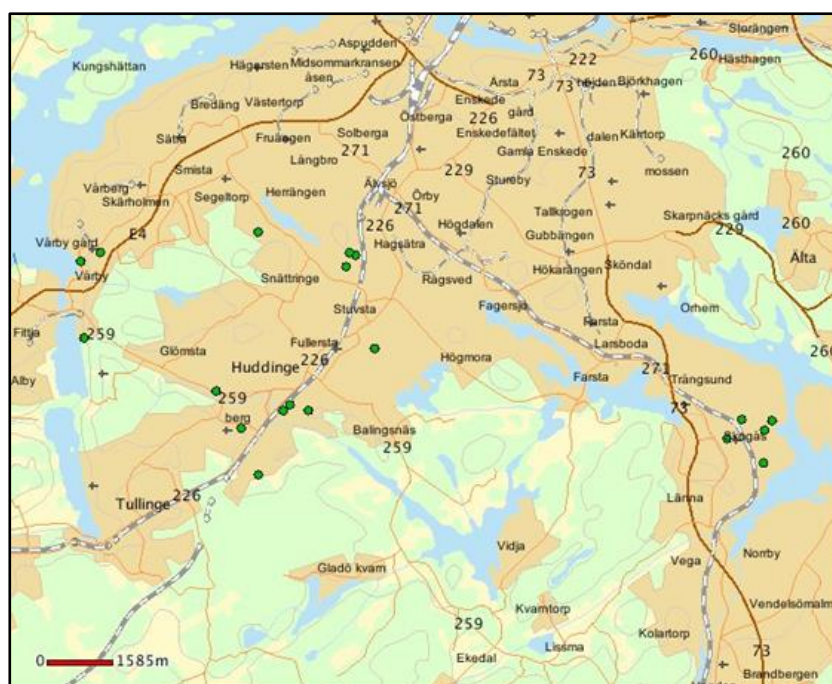 Storängen
Aspudden
Kungshättan
Hägersten
Midsommarkransen
åsen
222
260
Hästhagen
Årsta
73
73
höjden
Björkhagen
Bredäng
Västertorp
Enskede
gård
226
Östberga
Sätra
Fruängen
Solberga
Enskedefältet
dalen
Kärrtorp
271
Långbro
Gamla Enskede
260
Smista
229
mossen
Vårberg
Skärholmen
Segeltorp
Herrängen
Älvsjö
Örby
Stureby
73
271
226
Högdalen
Tallkrogen
Skarpnäcks gård
229
260
E4
Vårby gård
Hagsätra
Gubbängen
Älta
Vårby
Snättringe
Rågsved
Hökarängen
Sköndal
Stuvsta
Fagersjö
Orhem
Fittja
259
Fullersta
Farsta
Larsboda
260
Glömsta
226
Högmora
Alby
Huddinge
271
Trångsund
Farsta
259
73
berg
Balingsnäs
Skogås
259
226
Tullinge
Länna
Vidja
Norrby
Gladö kvarn
Vega
Kvarntorp
Vendelsömalm
259
Kolartorp
Lissma
73
0 1585m
Ekedal
Brandbergen